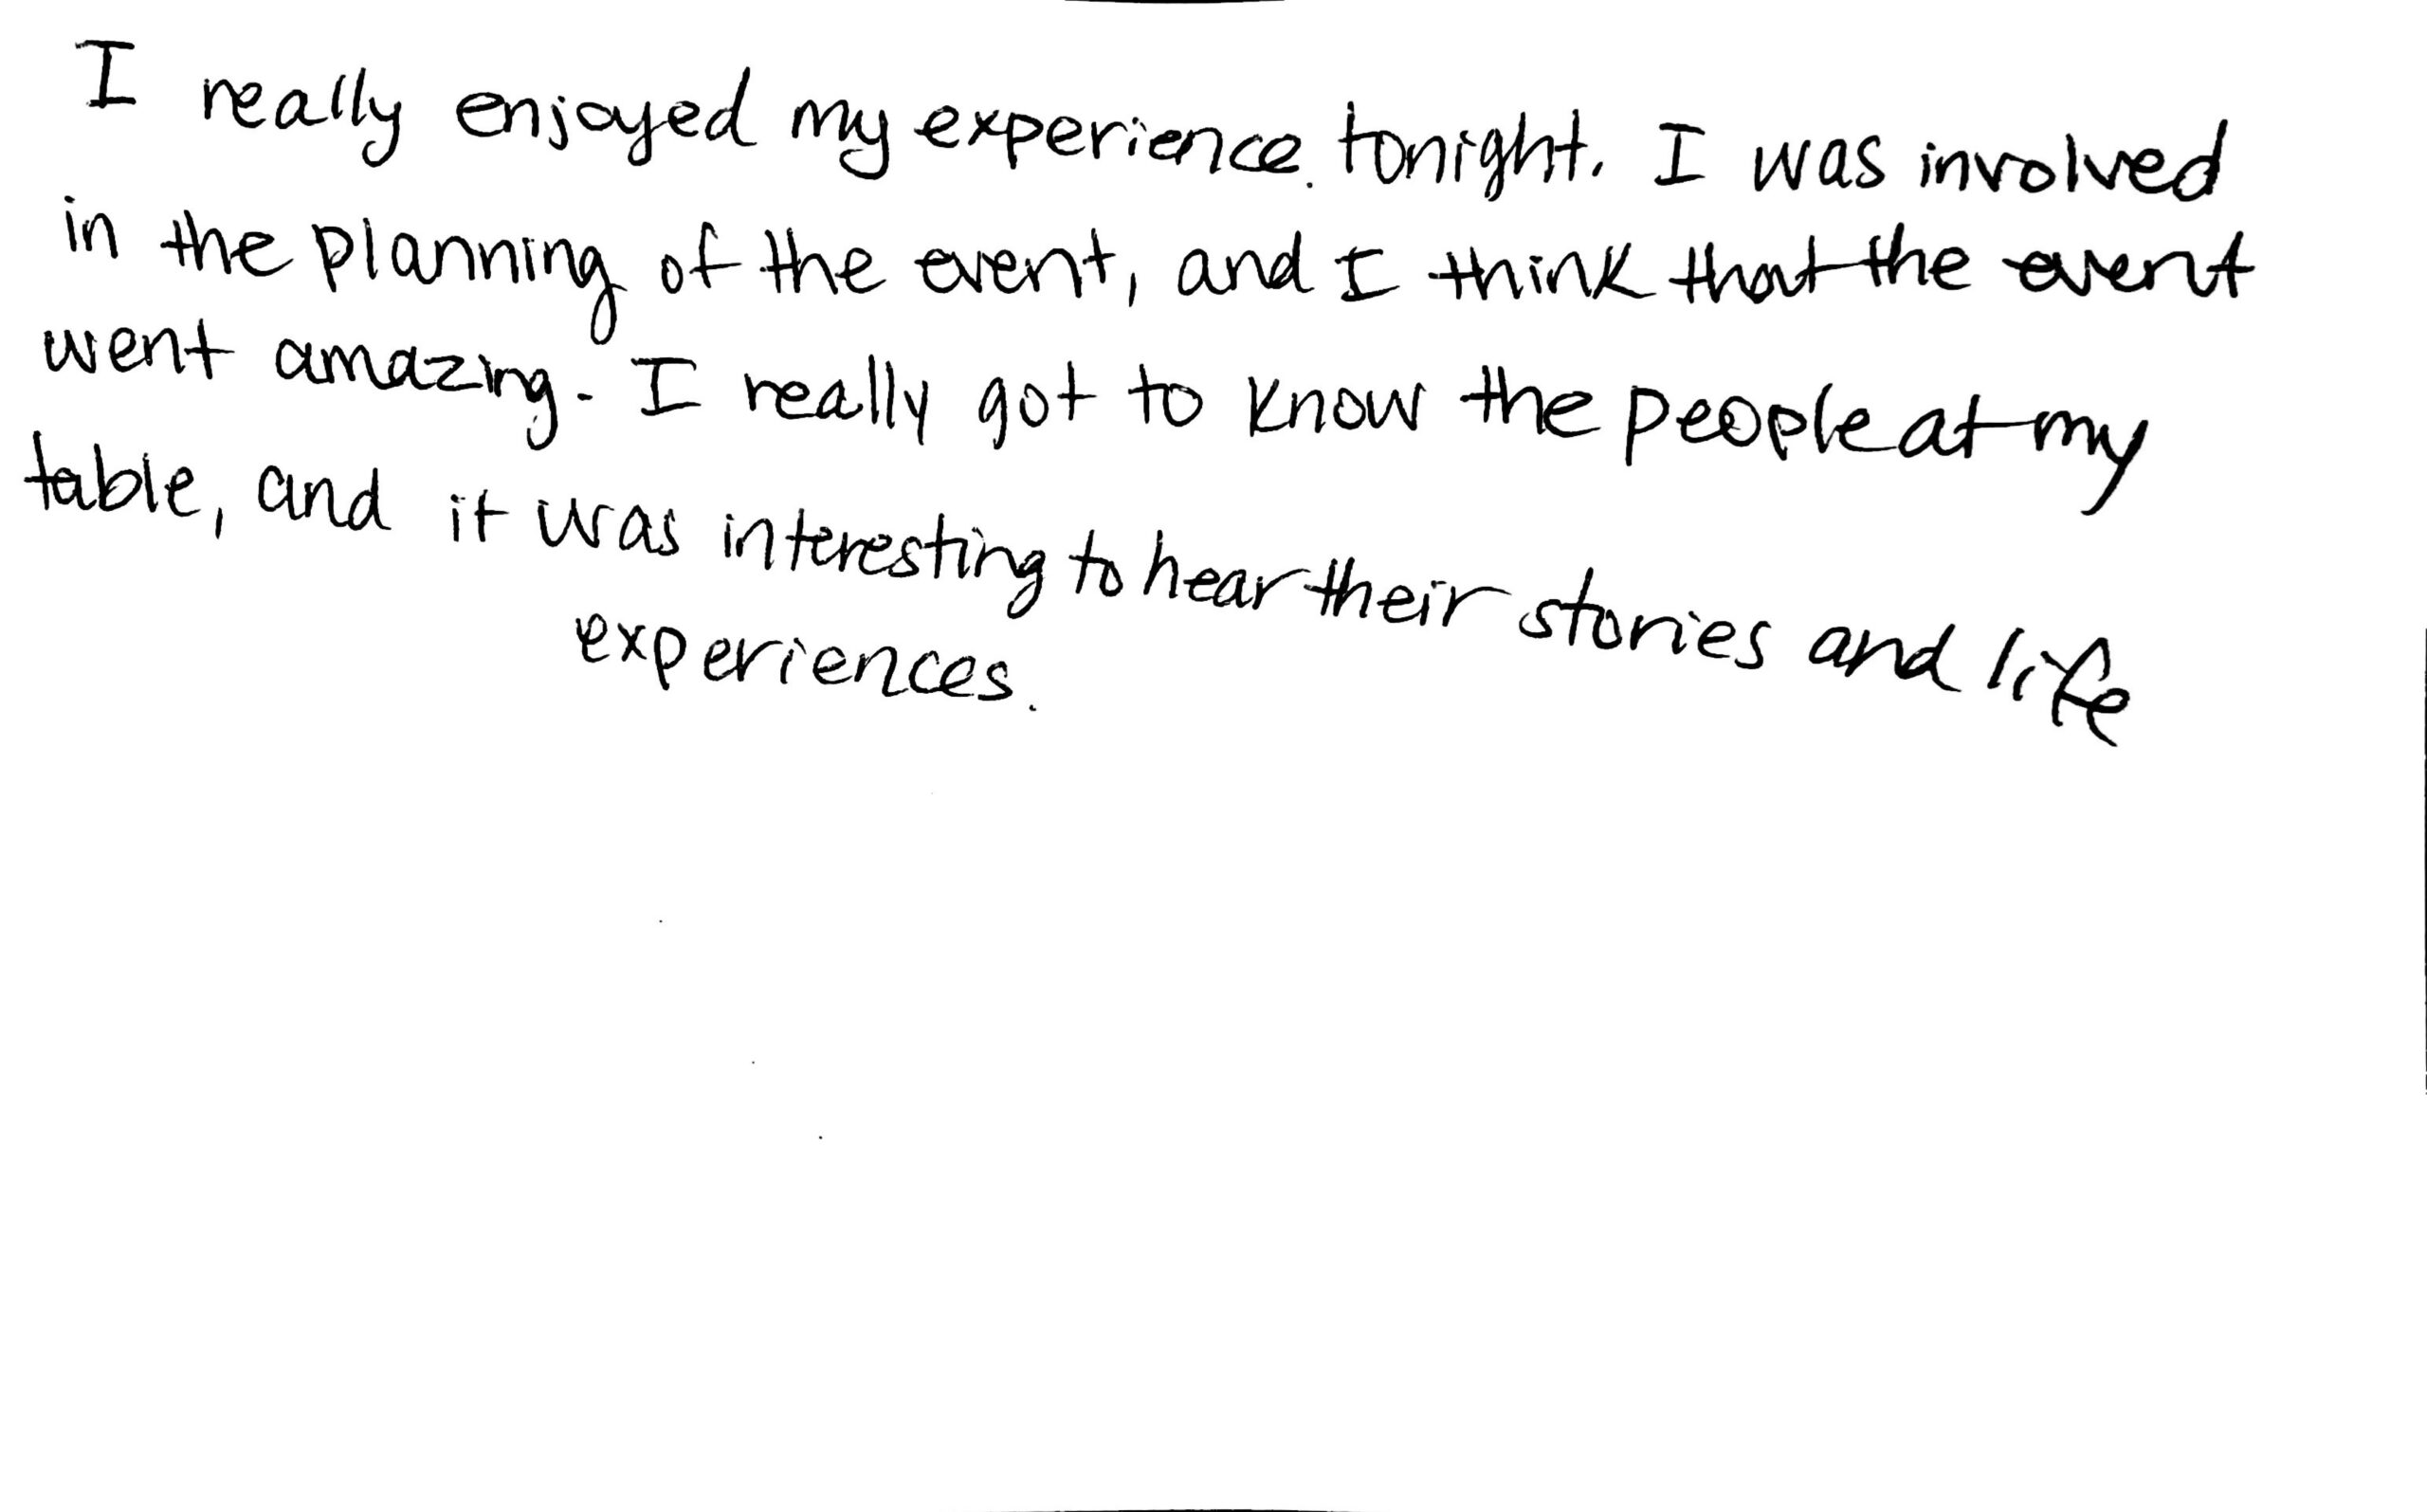 I really enjoyed my experience tonight. I was involved
in the planning of the event, and I think that the event
went amazing. I really got to know the people at my
table, and it was interesting to hear their stories and life
experiences.